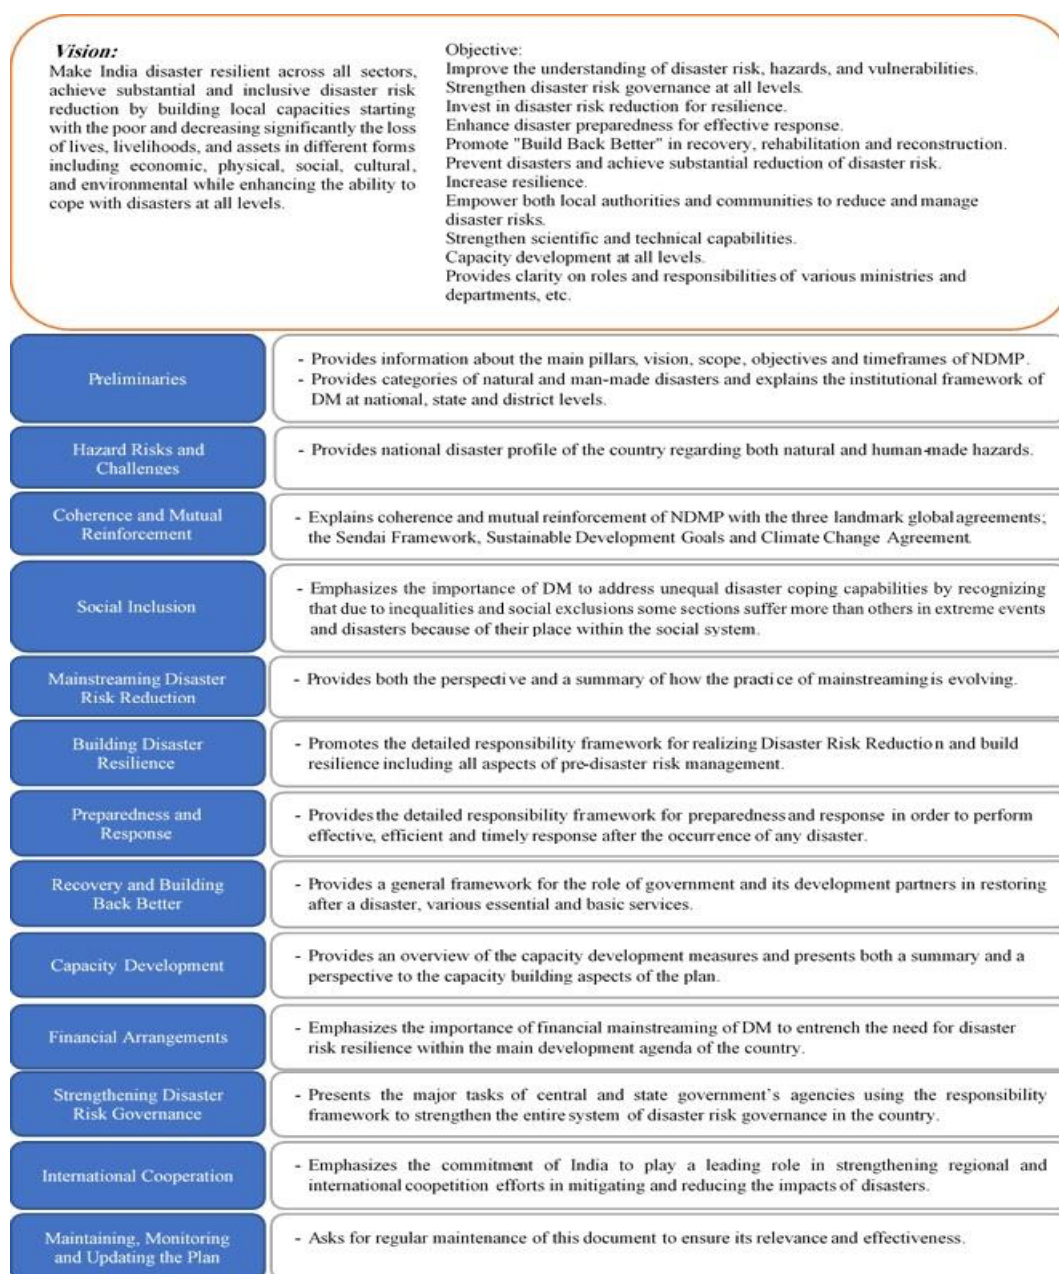 Vision:
Make India disaster resilient across all sectors,
achieve substantial and inclusive disaster risk
reduction by building local capacities starting
with the poor and decreasing significantly the loss
of lives, livelihoods, and assets in different forms
including economic, physical, social, cultural,
and environmental while enhancing the ability to
cope with disasters at all levels.
Objective:
Improve the understanding of disaster risk, hazards, and vulnerabilities.
Strengthen disaster risk governance at all levels.
Invest in disaster risk reduction for resilience.
Enhance disaster preparedness for effective response.
Promote "Build Back Better" in recovery, rehabilitation and reconstruction.
Prevent disasters and achieve substantial reduction of disaster risk.
Increase resilience.
Empower both local authorities and communities to reduce and manage
disaster risks.
Strengthen scientific and technical capabilities.
Capacity development at all levels.
Provides clarity on roles and responsibilities of various ministries and
departments, etc.
Preliminaries
- Provides information about the main pillars, vision, scope, objectives and timeframes of NDMP.
- Provides categories of natural and man-made disasters and explains the institutional framework of
DM at national, state and district levels.
Hazard Risks and
Challenges
- Provides national disaster profile of the country regarding both natural and human-made hazards.
Coherence and Mutual
Reinforcement
- Explains coherence and mutual reinforcement of NDMP with the three landmark global agreements;
the Sendai Framework, Sustainable Development Goals and Climate Change Agreement
Social Inclusion
- Emphasizes the importance of DM to address unequal disaster coping capabilities by recognizing
that due to inequalities and social exclusions some sections suffer more than others in extreme events
and disasters because of their place within the social system.
Mainstreaming Disaster
Risk Reduction
- Provides both the perspective and a summary of how the practice of mainstreaming is evolving.
Building Disaster
Resilience
- Promotes the detailed responsibility framework for realizing Disaster Risk Reduction and build
resilience including all aspects of pre-disaster risk management.
Preparedness and
Response
- Provides the detailed responsibility framework for preparedness and response in order to perform
effective, efficient and timely response after the occurrence of any disaster.
Recovery and Building
Back Better
- Provides a general framework for the role of government and its development partners in restoring
after a disaster, various essential and basic services.
Capacity Development
- Provides an overview of the capacity development measures and presents both a summary and a
perspective to the capacity building aspects of the plan.
Financial Arrangements
- Emphasizes the importance of financial mainstreaming of DM to entrench the need for disaster
risk resilience within the main development agenda of the country.
Strengthening Disaster
Risk Governance
- Presents the major tasks of central and state government's agencies using the responsibility
framework to strengthen the entire system of disaster risk governance in the country.
International Cooperation
- Emphasizes the commitment of India to play a leading role in strengthening regional and
international coopetition efforts in mitigating and reducing the impacts of disasters.
Maintaining, Monitoring
and Updating the Plan
- Asks for regular maintenance of this document to ensure its relevance and effectiveness.